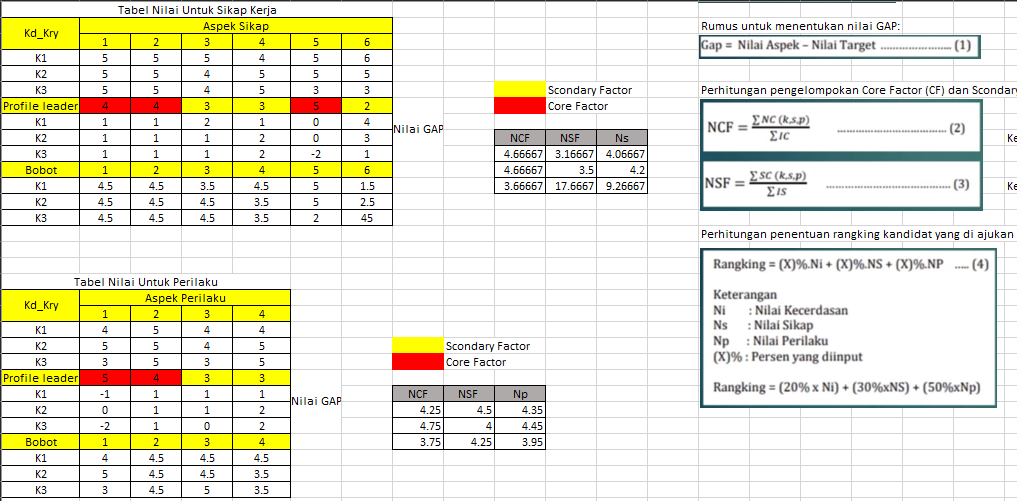 Tabel Nilai Untuk Sikap Kerja
Kd_Kry Aspek Sikap
1 2 3 4 5 6
K1 5 5 5 4 5 6
K2 5 5 4 5 5 5
K3 5 5 4 5 3 3
Profile leader 4 4 3 3 5 2
K1 1 1 2 1 0 4
K2 1 1 1 2 0 3
K3 1 1 1 2 -2 1
Nilai GAP
Bobot 1 2 3 4 5 6
K1 4.5 4.5 3.5 4.5 5 1.5
K2 4.5 4.5 4.5 3.5 5 2.5
K3 4.5 4.5 4.5 3.5 2 45
Scondary Factor
Core Factor
NCF NSF Ns
4.66667 3.16667 4.06667
4.66667 3.5 4.2
3.66667 17.6667 9.26667
Rumus untuk menentukan nilai GAP:
Gap = Nilai Aspek – Nilai Target ........................ (1)
Perhitungan pengelompokan Core Factor (CF) dan Scondary
NCF = ∑NC (k,s,p) / ∑IC ........................ (2)
Ke
NSF = ∑SC (k,s,p) / ∑IS ........................ (3)
Ke
Perhitungan penentuan rangking kandidat yang di ajukan
Rangking = (X)%.Ni + (X)%.NS + (X)%.NP ..... (4)
Keterangan
Ni : Nilai Kecerdasan
Ns : Nilai Sikap
Np : Nilai Perilaku
(X)% : Persen yang diinput
Rangking = (20% x Ni) + (30%xNS) + (50%xNp)
Tabel Nilai Untuk Perilaku
Kd_Kry Aspek Perilaku
1 2 3 4
K1 4 5 4 4
K2 5 5 4 5
K3 3 5 3 5
Profile leader 5 4 3 3
K1 -1 1 1 1
K2 0 1 1 2
K3 -2 1 0 2
Nilai GAP
Bobot 1 2 3 4
K1 4 4.5 4.5 4.5
K2 5 4.5 4.5 3.5
K3 3 4.5 5 3.5
Scondary Factor
Core Factor
NCF NSF Np
4.25 4.5 4.35
4.75 4 4.45
3.75 4.25 3.95